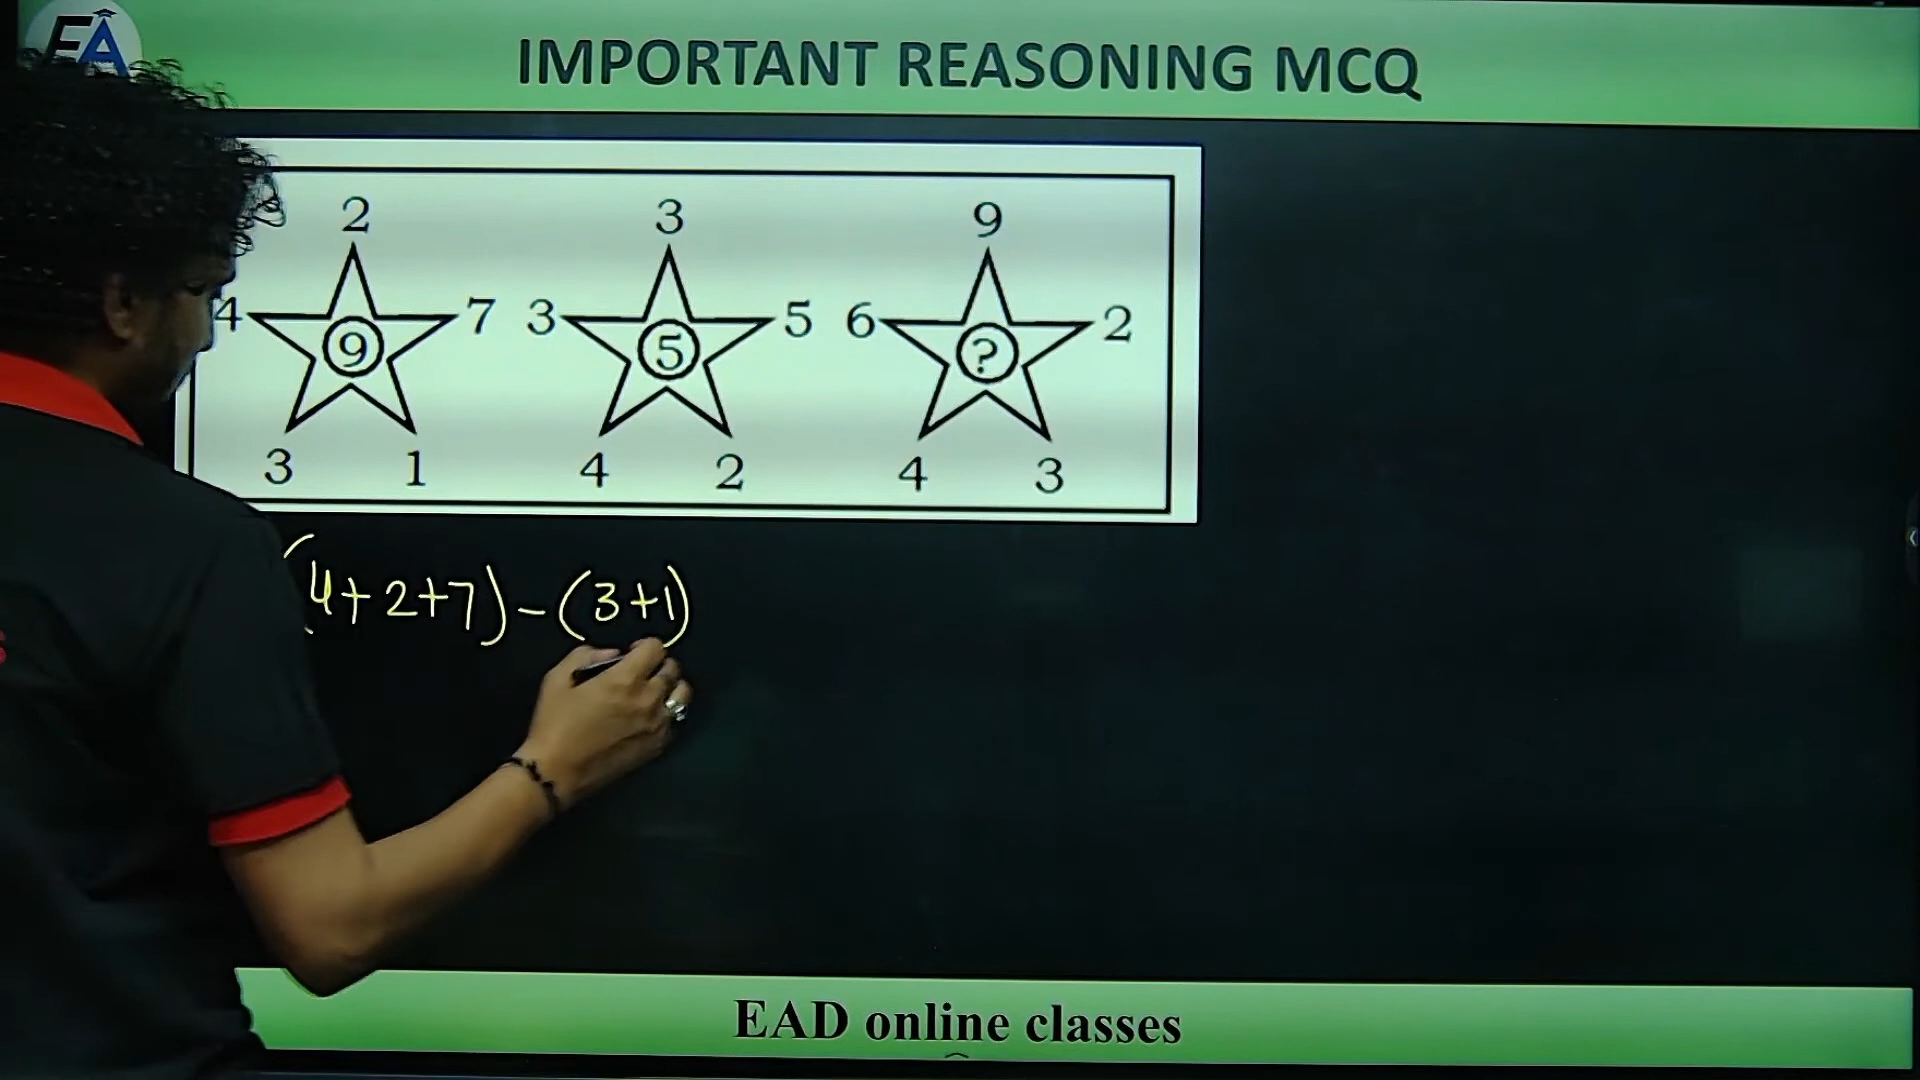 EA
IMPORTANT REASONING MCQ
2 3 9
4 7 3 5 6 2
9 5 ?
3 1 4 2 4 3
(4+2+7)-(3+1)
EAD online classes